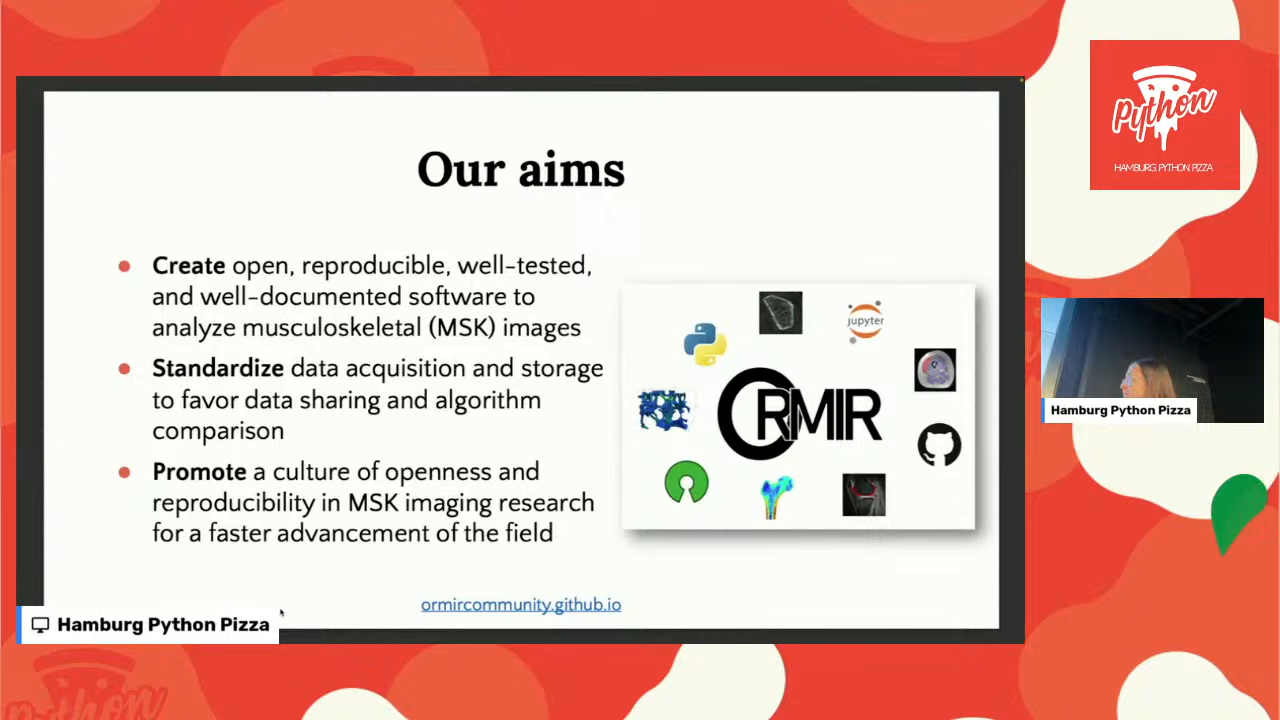 Our aims
Create open, reproducible, well-tested,
and well-documented software to
analyze musculoskeletal (MSK) images
Standardize data acquisition and storage
to favor data sharing and algorithm
comparison
Promote a culture of openness and
reproducibility in MSK imaging research
for a faster advancement of the field
jupyter
ORMIR
ormircommunity.github.io
Hamburg Python Pizza
Python
HAMBURG PYTHON PIZZA
Hamburg Python Pizza
Python